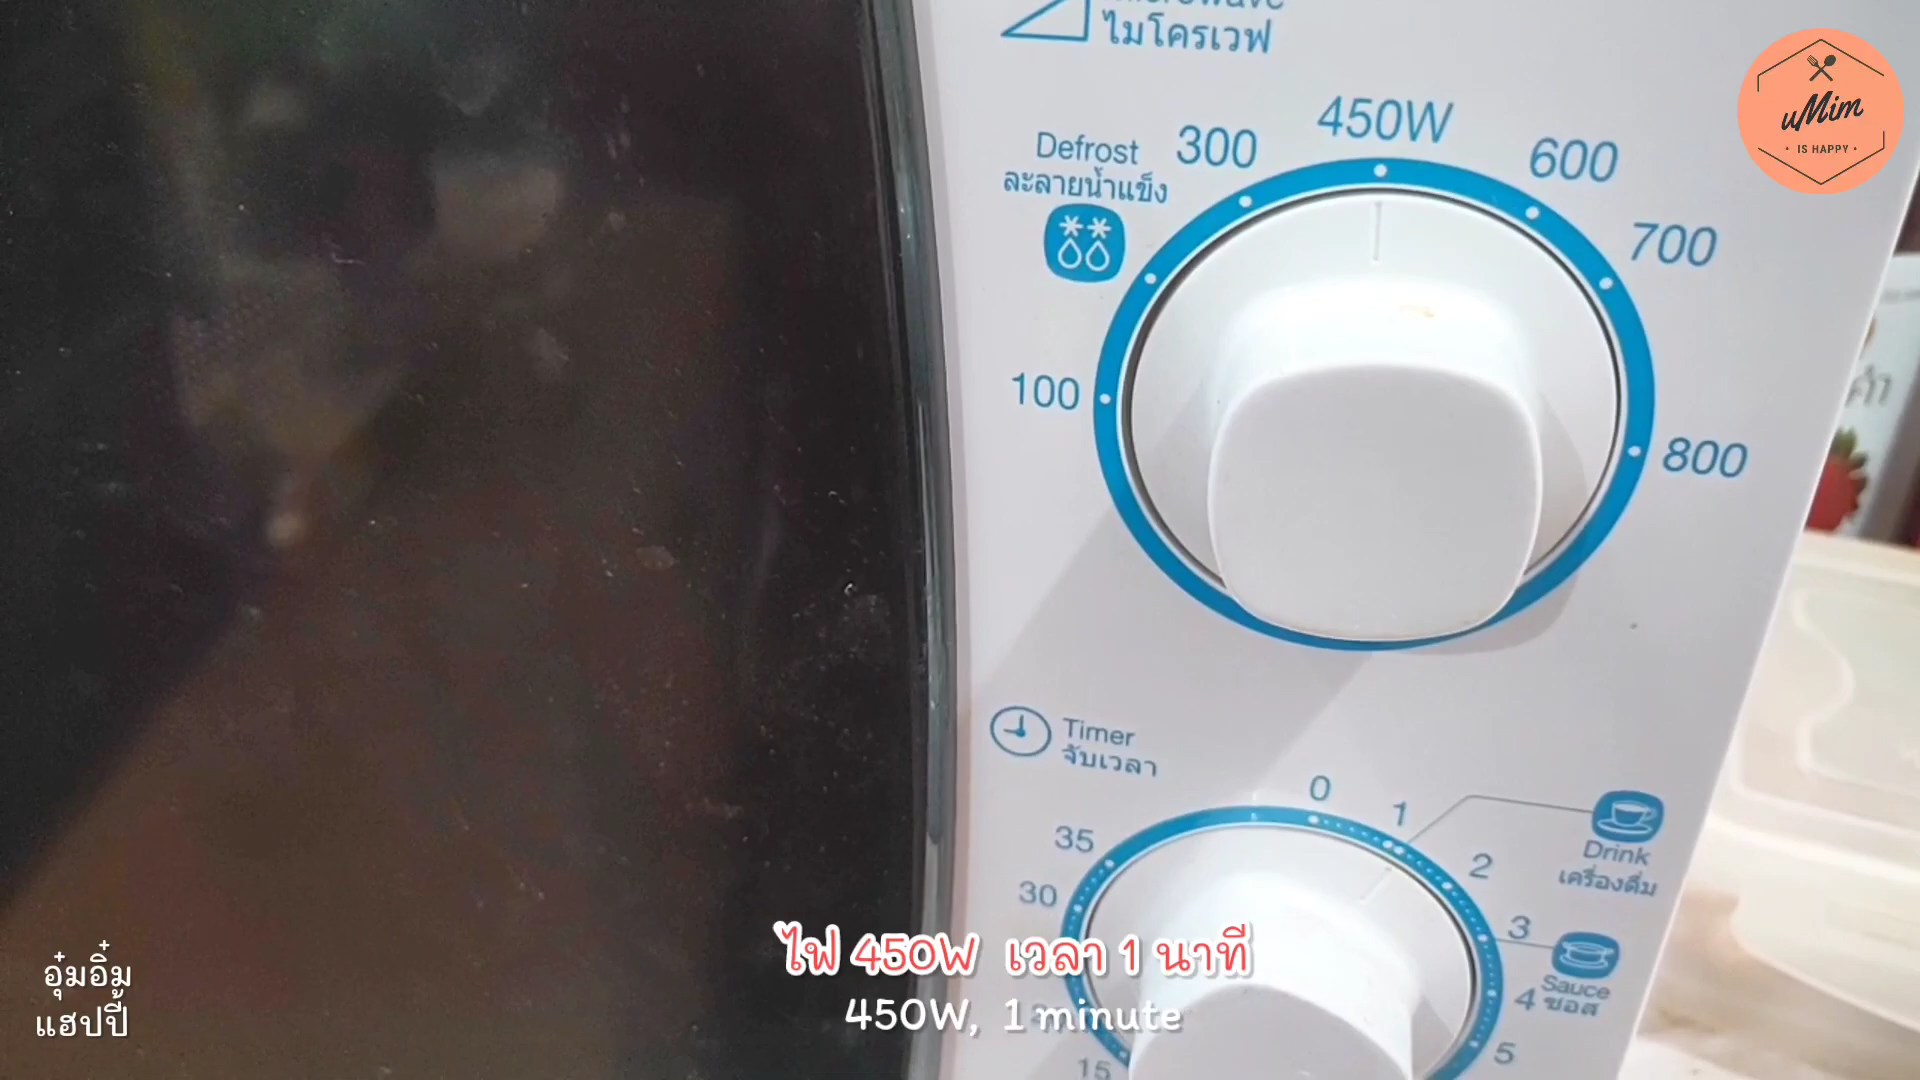 ไมโครเวฟ
uMim
• IS HAPPY •
Defrost
ละลายน้ำแข็ง
300
450W
600
700
100
800
Timer
จับเวลา
0
1
2
3
4
5
35
30
15
Drink
เครื่องดื่ม
Sauce
ซอส
ไฟ 450W เวลา 1 นาที
450W, 1 minute
อุ๋มอิ๋ม
แฮปปี้